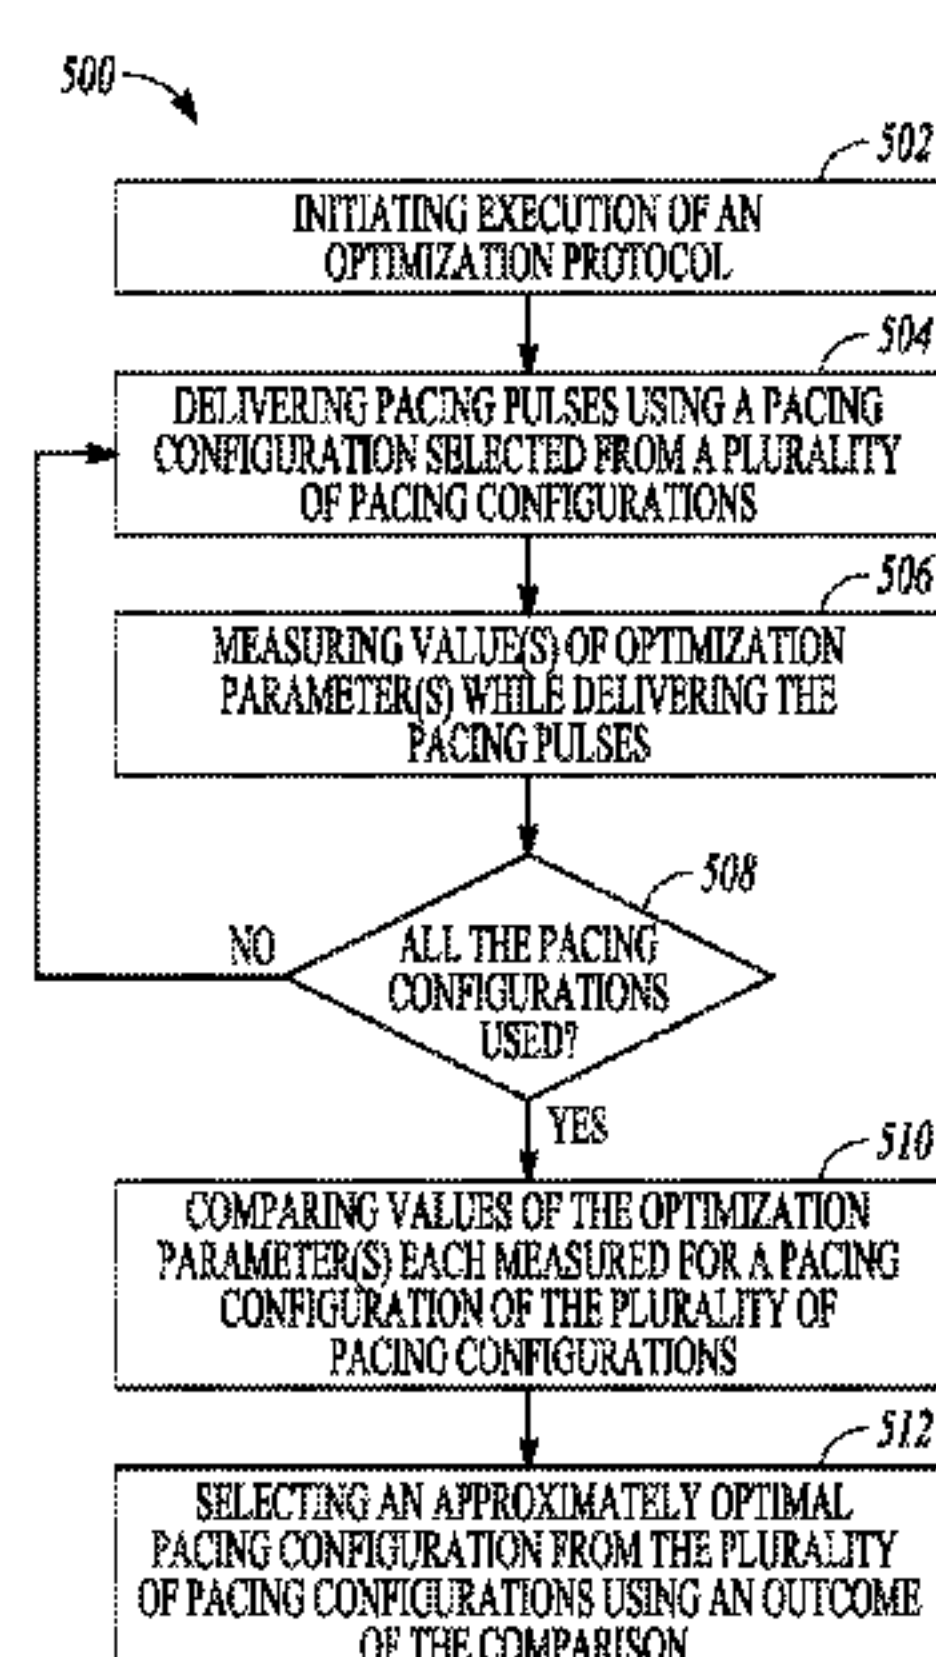 500
502
INITIATING EXECUTION OF AN
OPTIMIZATION PROTOCOL
504
DELIVERING PACING PULSES USING A PACING
CONFIGURATION SELECTED FROM A PLURALITY
OF PACING CONFIGURATIONS
506
MEASURING VALUE(S) OF OPTIMIZATION
PARAMETER(S) WHILE DELIVERING THE
PACING PULSES
508
NO
ALL THE PACING
CONFIGURATIONS
USED?
YES
510
COMPARING VALUES OF THE OPTIMIZATION
PARAMETER(S) EACH MEASURED FOR A PACING
CONFIGURATION OF THE PLURALITY OF
PACING CONFIGURATIONS
512
SELECTING AN APPROXIMATELY OPTIMAL
PACING CONFIGURATION FROM THE PLURALITY
OF PACING CONFIGURATIONS USING AN OUTCOME
OF THE COMPARISON